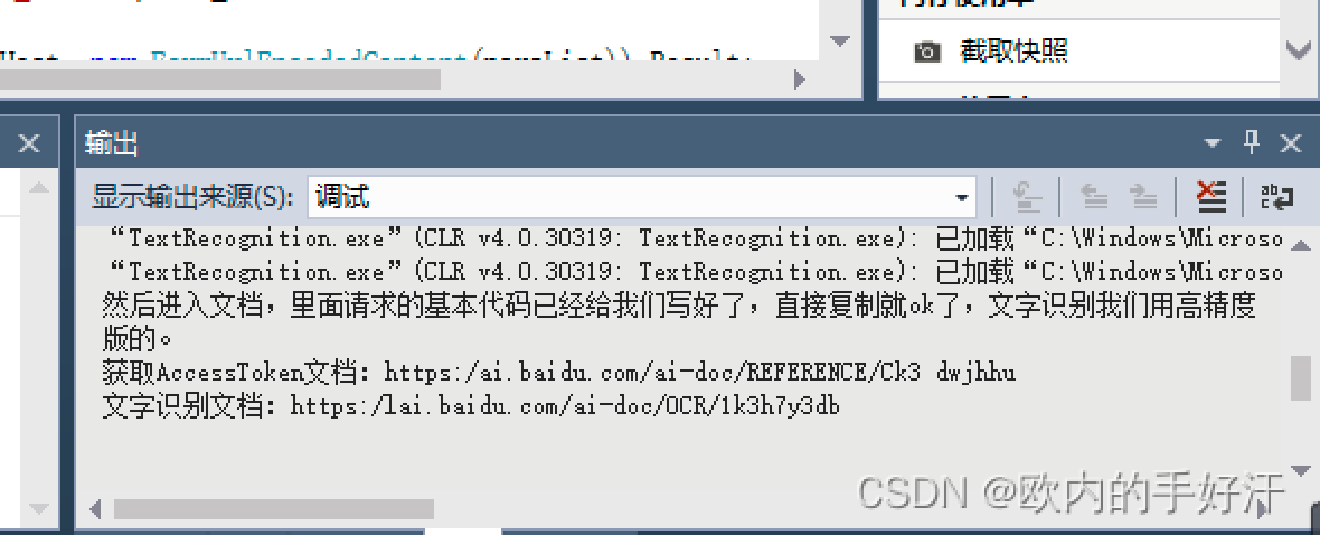 new FormUrlEncodedContent(paraList)).Result;
截取快照
输出
显示输出来源(S): 调试
“TextRecognition.exe”(CLR v4.0.30319: TextRecognition.exe): 已加载“C:\Windows\Microso
“TextRecognition.exe”(CLR v4.0.30319: TextRecognition.exe): 已加载“C:\Windows\Microso
然后进入文档，里面请求的基本代码已经给我们写好了，直接复制就ok了，文字识别我们用高精度
版的。
获取AccessToken文档：https:/ai.baidu.com/ai-doc/REFERENCE/Ck3 dwjhhu
文字识别文档：https:/lai.baidu.com/ai-doc/OCR/1k3h7y3db
CSDN @欧内的手好汗